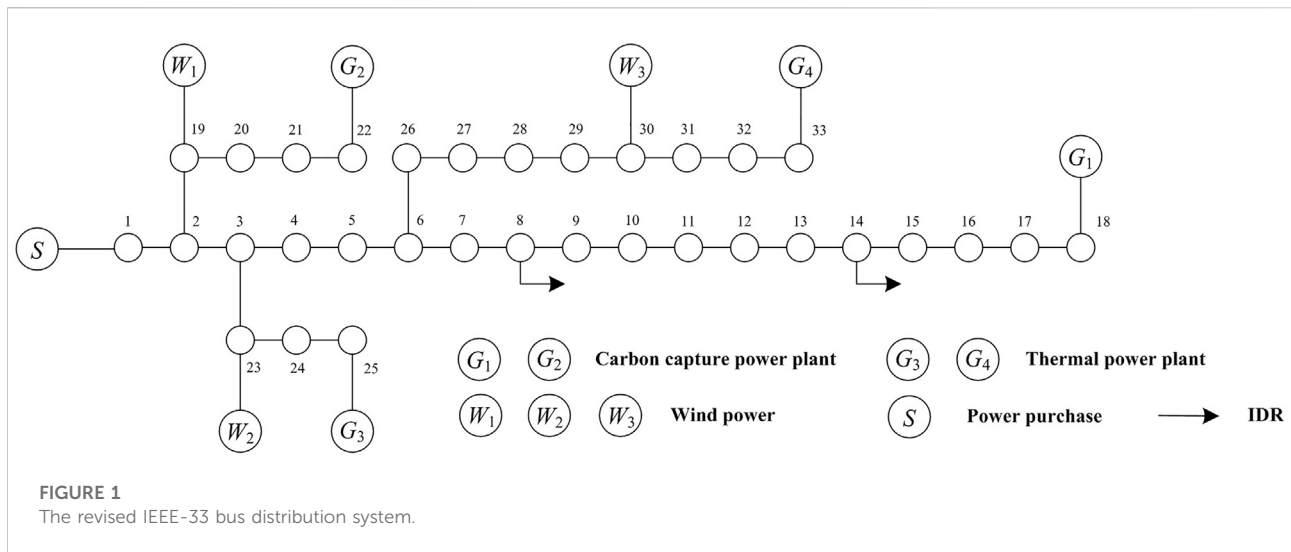 W1 G2 W3 G4
19 20 21 22 26 27 28 29 30 31 32 33
G1
1 2 3 4 5 6 7 8 9 10 11 12 13 14 15 16 17 18
S
23 24 25
G1 G2 Carbon capture power plant G3 G4 Thermal power plant
W1 W2 W3 Wind power S Power purchase IDR
W2 G3
FIGURE 1
The revised IEEE-33 bus distribution system.